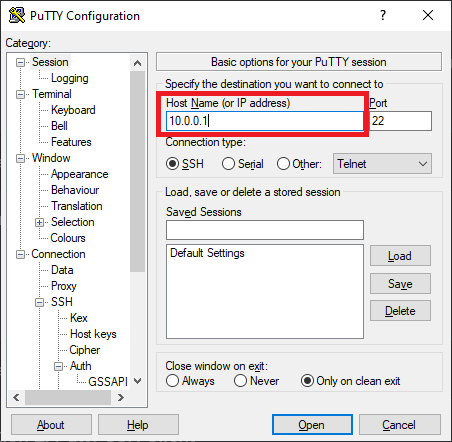 PuTTY Configuration
Category:
Session
Logging
Terminal
Keyboard
Bell
Features
Window
Appearance
Behaviour
Translation
Selection
Colours
Connection
Data
Proxy
SSH
Kex
Host keys
Cipher
Auth
GSSAPI
Basic options for your PuTTY session
Specify the destination you want to connect to
Host Name (or IP address) Port
10.0.0.1 22
Connection type:
SSH Serial Other: Telnet
Load, save or delete a stored session
Saved Sessions
Default Settings
Load
Save
Delete
Close window on exit:
Always Never Only on clean exit
About Help Open Cancel